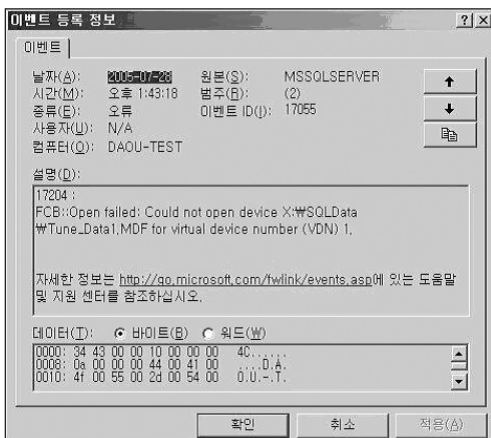 이벤트 등록 정보
이벤트
날짜(A): 2005-07-28 원본(S): MSSQLSERVER
시간(M): 오후 1:43:18 범주(R): (2)
종류(E): 오류 이벤트 ID(I): 17055
사용자(U): N/A
컴퓨터(O): DAOU-TEST
설명(D):
17204 :
FCB::Open failed: Could not open device X:₩SQLData
₩Tune_Data1.MDF for virtual device number (VDN) 1.
자세한 정보는 http://go.microsoft.com/fwlink/events.asp에 있는 도움말
및 지원 센터를 참조하십시오.
데이터(T): 바이트(B) 워드(W)
0000: 34 43 00 00 10 00 00 00 4C......
0008: 0a 00 00 00 44 00 41 00 ....D.A.
0010: 4f 00 55 00 2d 00 54 00 O.U.-.T.
확인 취소 적용(A)